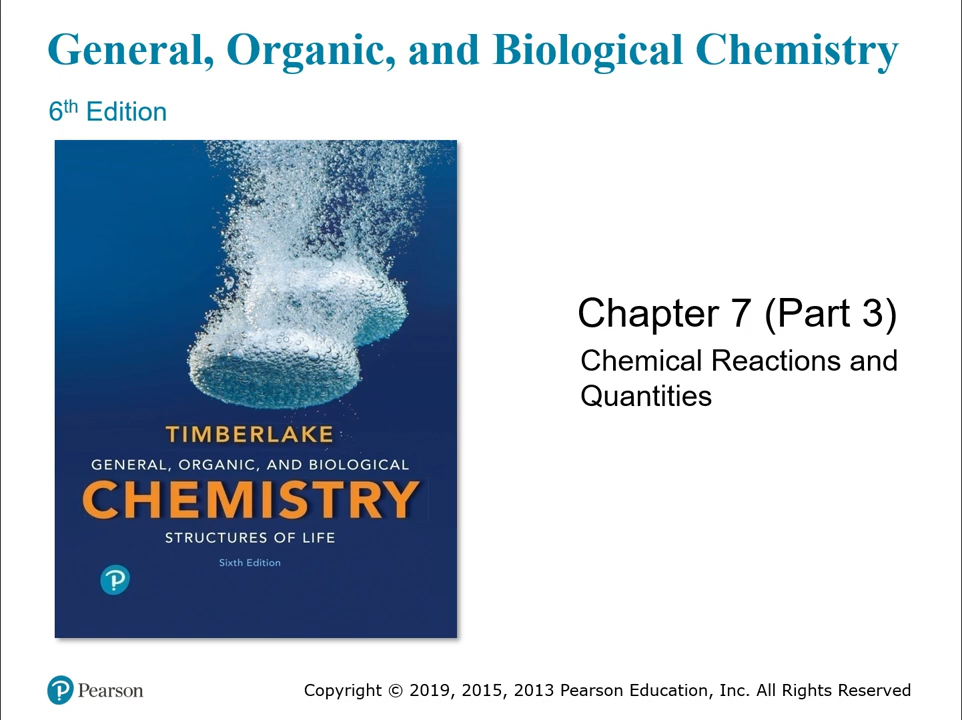 General, Organic, and Biological Chemistry
6th Edition
TIMBERLAKE
GENERAL, ORGANIC, AND BIOLOGICAL
CHEMISTRY
STRUCTURES OF LIFE
Sixth Edition
P
Chapter 7 (Part 3)
Chemical Reactions and
Quantities
P Pearson
Copyright © 2019, 2015, 2013 Pearson Education, Inc. All Rights Reserved